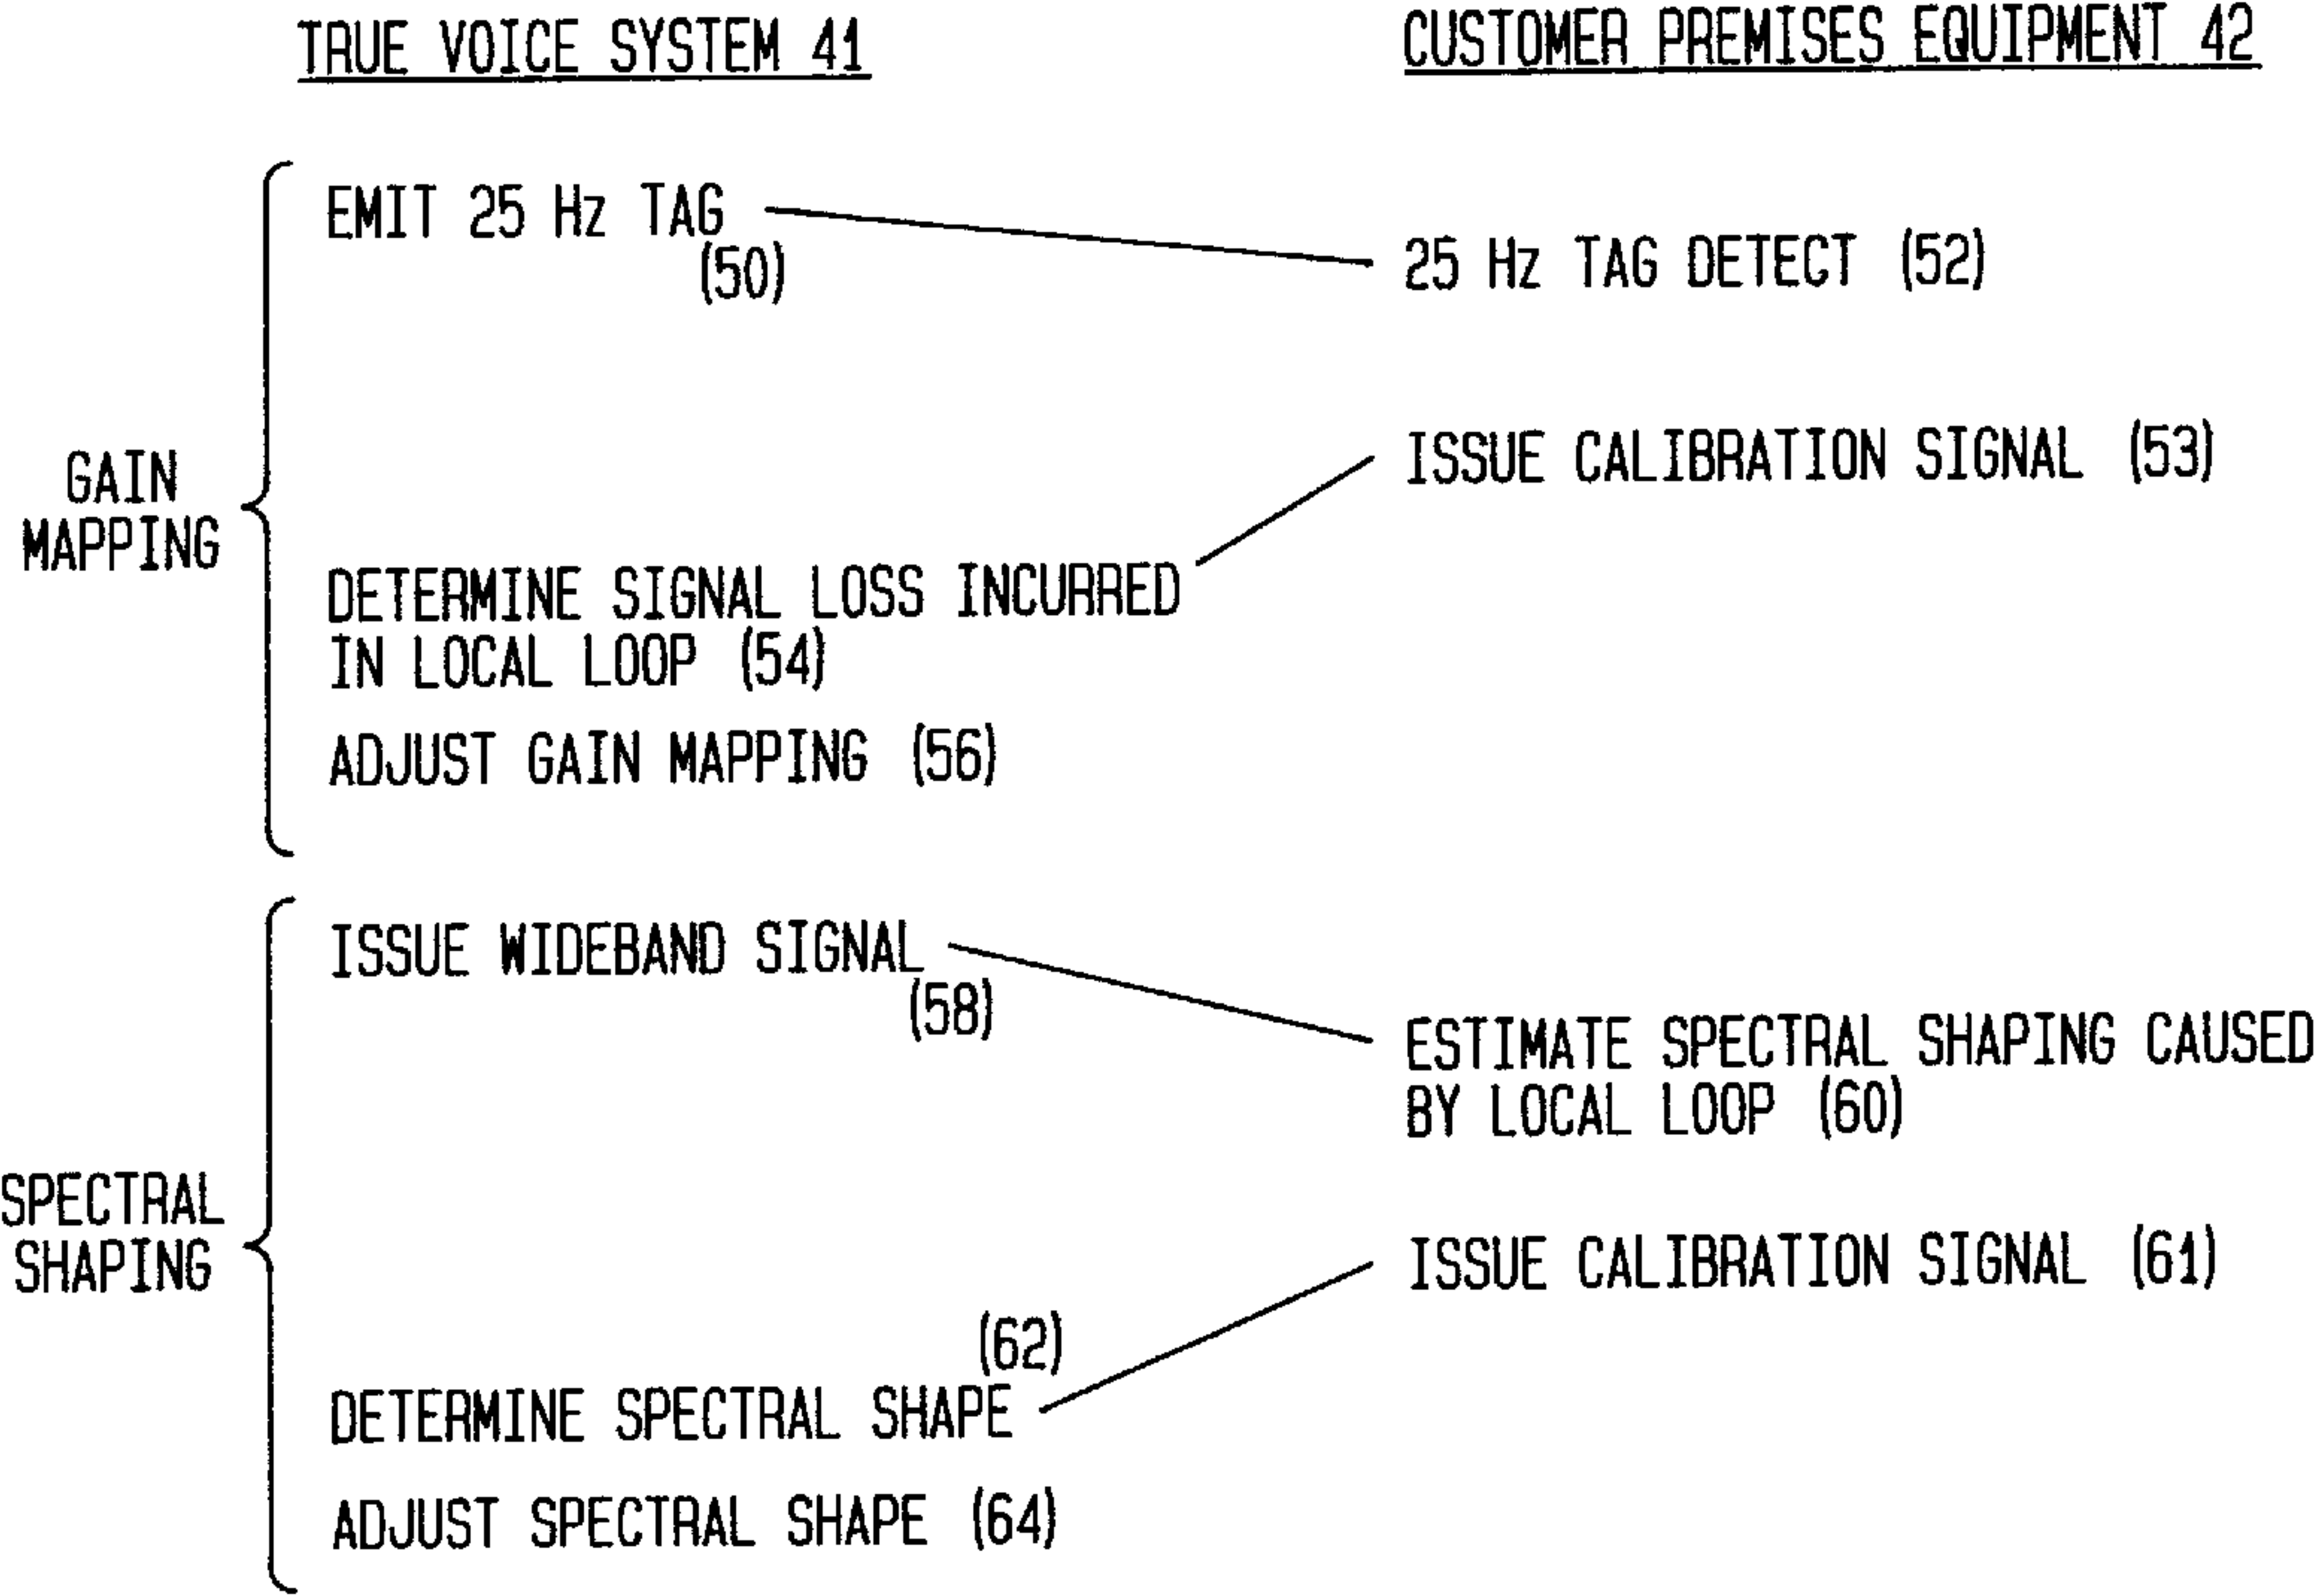 TRUE VOICE SYSTEM 41
CUSTOMER PREMISES EQUIPMENT 42
GAIN
MAPPING
EMIT 25 Hz TAG
(50)
25 Hz TAG DETECT (52)
ISSUE CALIBRATION SIGNAL (53)
DETERMINE SIGNAL LOSS INCURRED
IN LOCAL LOOP (54)
ADJUST GAIN MAPPING (56)
SPECTRAL
SHAPING
ISSUE WIDEBAND SIGNAL
(58)
ESTIMATE SPECTRAL SHAPING CAUSED
BY LOCAL LOOP (60)
ISSUE CALIBRATION SIGNAL (61)
(62)
DETERMINE SPECTRAL SHAPE
ADJUST SPECTRAL SHAPE (64)